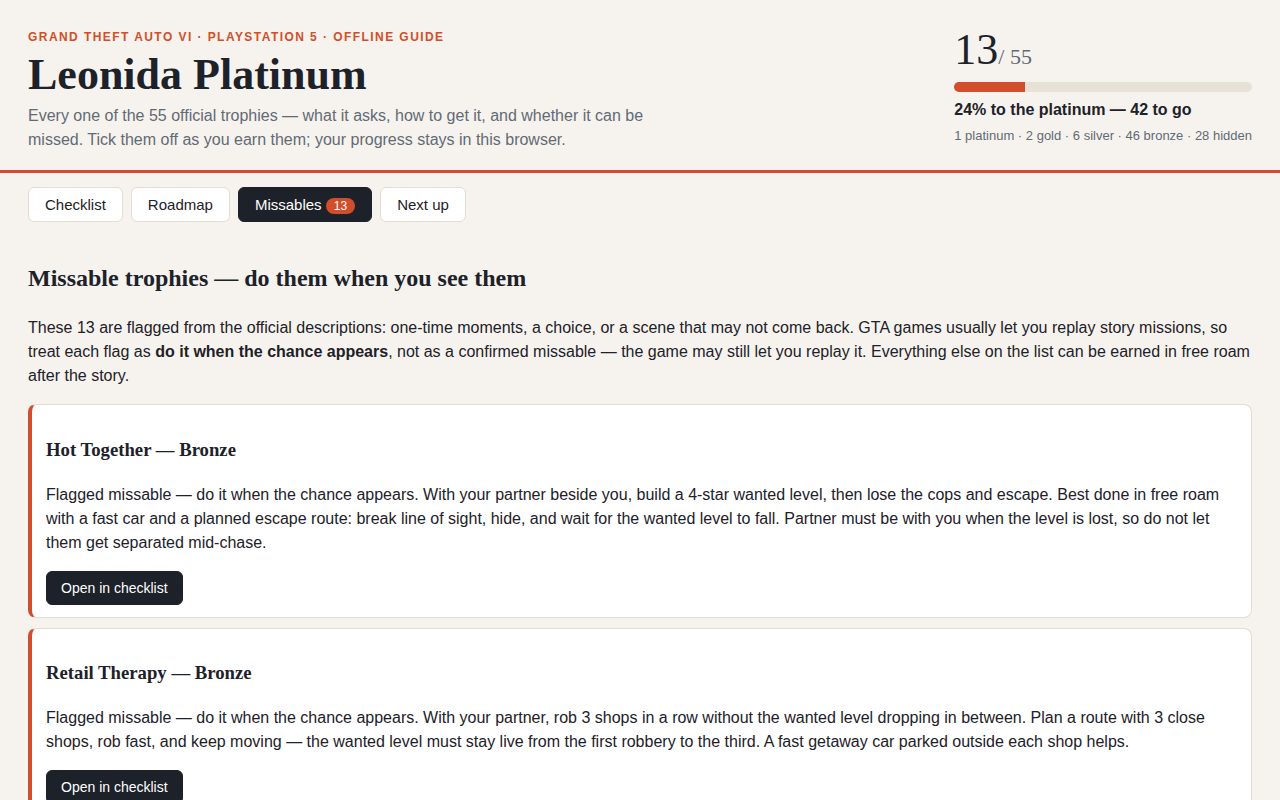 GRAND THEFT AUTO VI · PLAYSTATION 5 · OFFLINE GUIDE
Leonida Platinum
Every one of the 55 official trophies — what it asks, how to get it, and whether it can be
missed. Tick them off as you earn them; your progress stays in this browser.
13/ 55
24% to the platinum — 42 to go
1 platinum · 2 gold · 6 silver · 46 bronze · 28 hidden
Checklist
Roadmap
Missables 13
Next up
Missable trophies — do them when you see them
These 13 are flagged from the official descriptions: one-time moments, a choice, or a scene that may not come back. GTA games usually let you replay story missions, so
treat each flag as do it when the chance appears, not as a confirmed missable — the game may still let you replay it. Everything else on the list can be earned in free roam
after the story.
Hot Together — Bronze
Flagged missable — do it when the chance appears. With your partner beside you, build a 4-star wanted level, then lose the cops and escape. Best done in free roam
with a fast car and a planned escape route: break line of sight, hide, and wait for the wanted level to fall. Partner must be with you when the level is lost, so do not let
them get separated mid-chase.
Open in checklist
Retail Therapy — Bronze
Flagged missable — do it when the chance appears. With your partner, rob 3 shops in a row without the wanted level dropping in between. Plan a route with 3 close
shops, rob fast, and keep moving — the wanted level must stay live from the first robbery to the third. A fast getaway car parked outside each shop helps.
Open in checklist